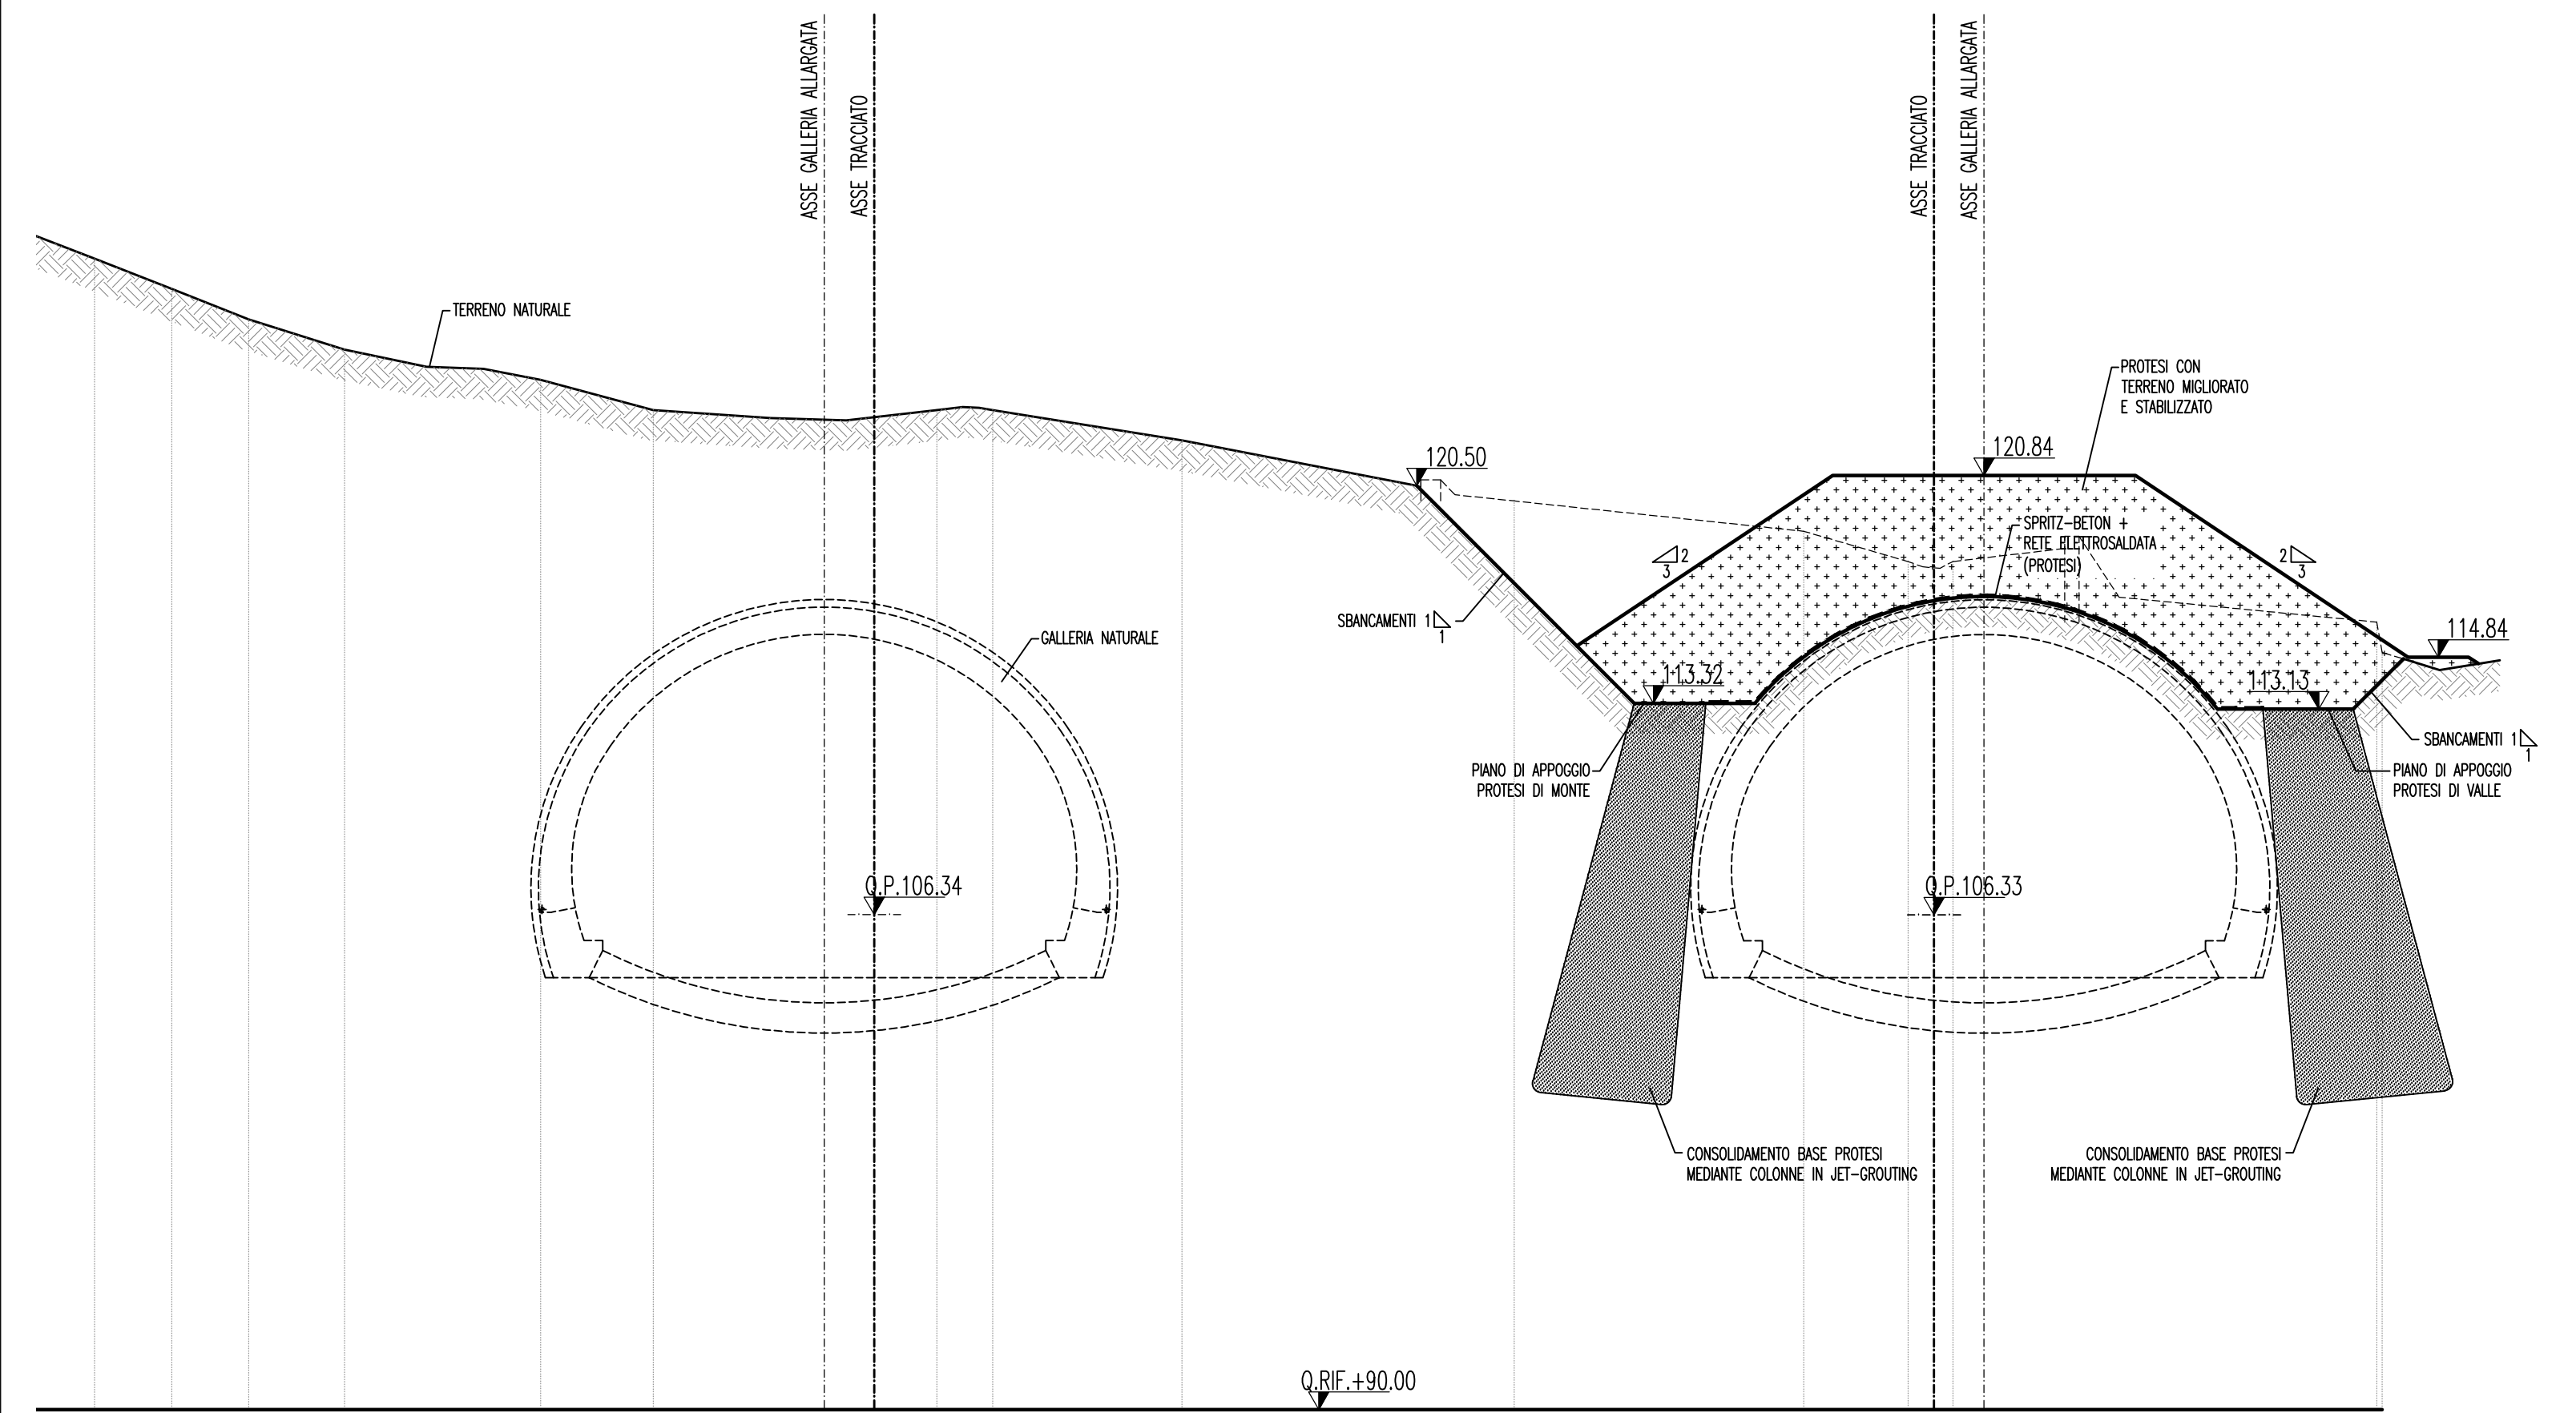 ASSE GALLERIA ALLARGATA
ASSE TRACCIATO
ASSE TRACCIATO
ASSE GALLERIA ALLARGATA
TERRENO NATURALE
PROTESI CON
TERRENO MIGLIORATO
E STABILIZZATO
120.50
120.84
SPRITZ-BETON +
RETE ELETTROSALDATA
(PROTESI)
2
3
2
3
SBANCAMENTI 1
1
GALLERIA NATURALE
114.84
113.32
113.13
SBANCAMENTI 1
1
PIANO DI APPOGGIO
PROTESI DI MONTE
PIANO DI APPOGGIO
PROTESI DI VALLE
Q.P.106.34
Q.P.106.33
CONSOLIDAMENTO BASE PROTESI
MEDIANTE COLONNE IN JET-GROUTING
CONSOLIDAMENTO BASE PROTESI
MEDIANTE COLONNE IN JET-GROUTING
Q.RIF.+90.00